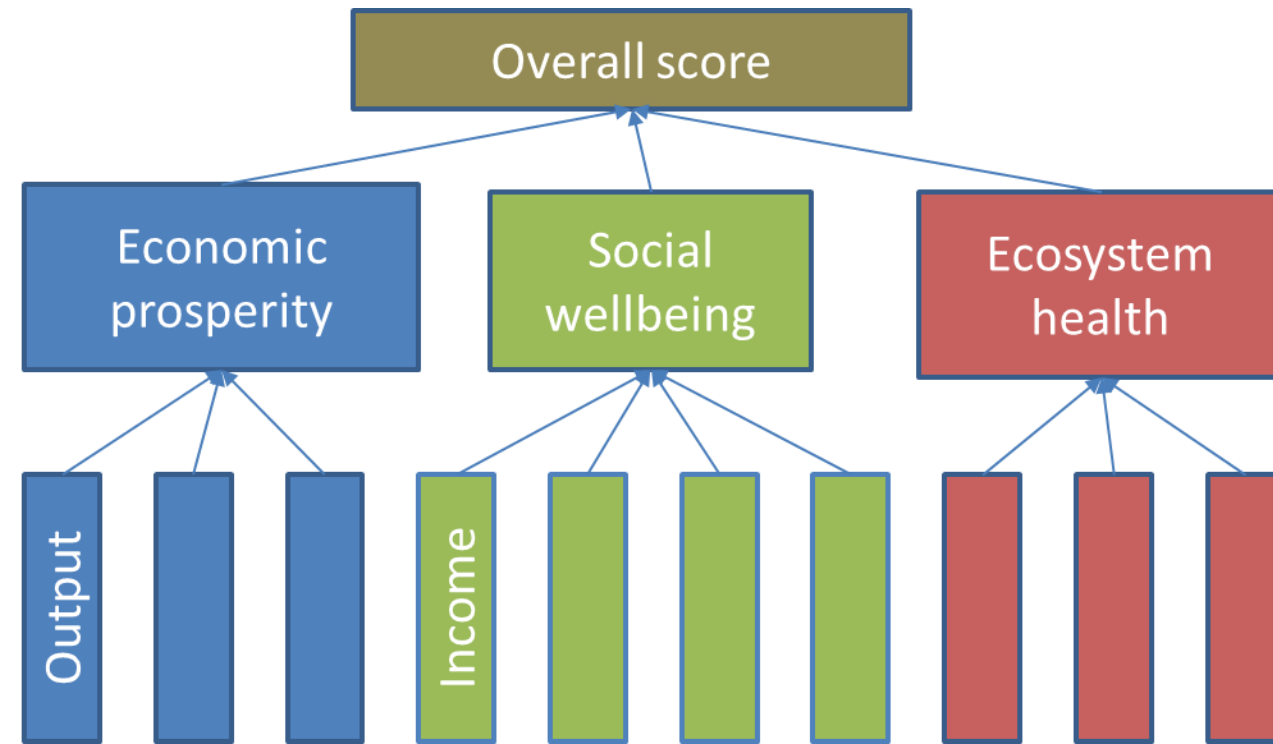 Overall score
Economic
prosperity
Social
wellbeing
Ecosystem
health
Output
Income